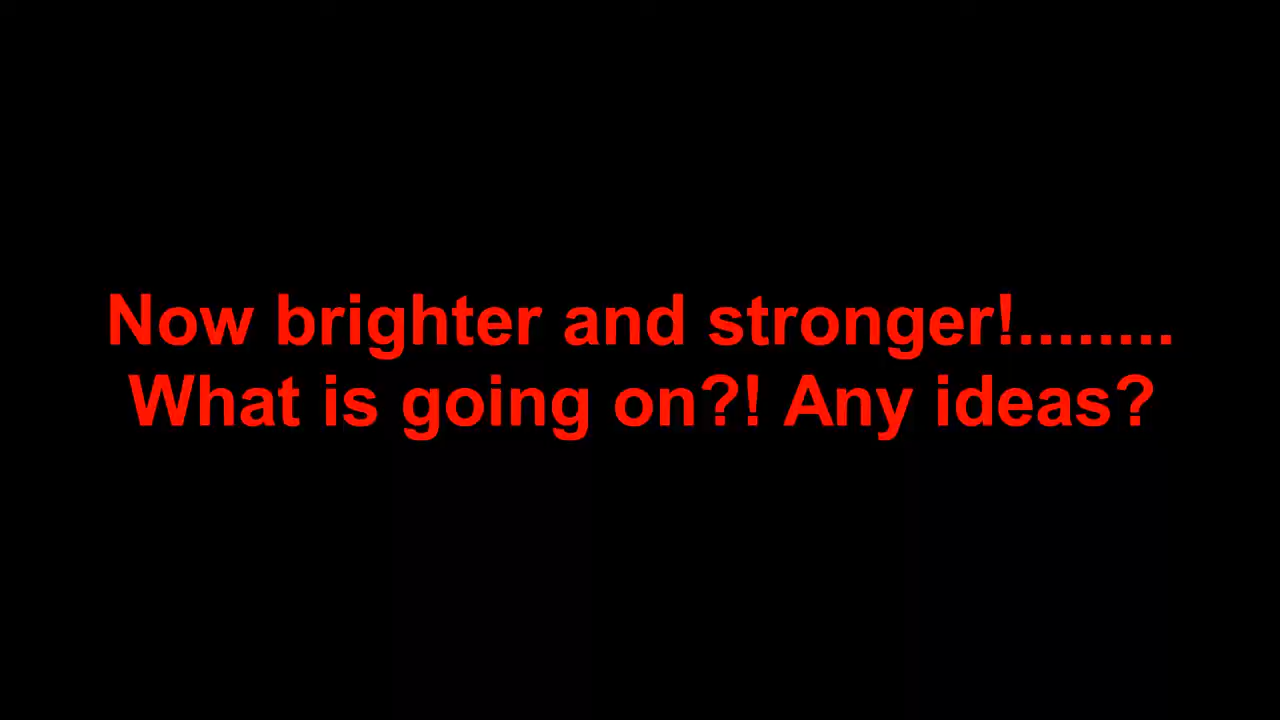 Now brighter and stronger!........
What is going on?! Any ideas?